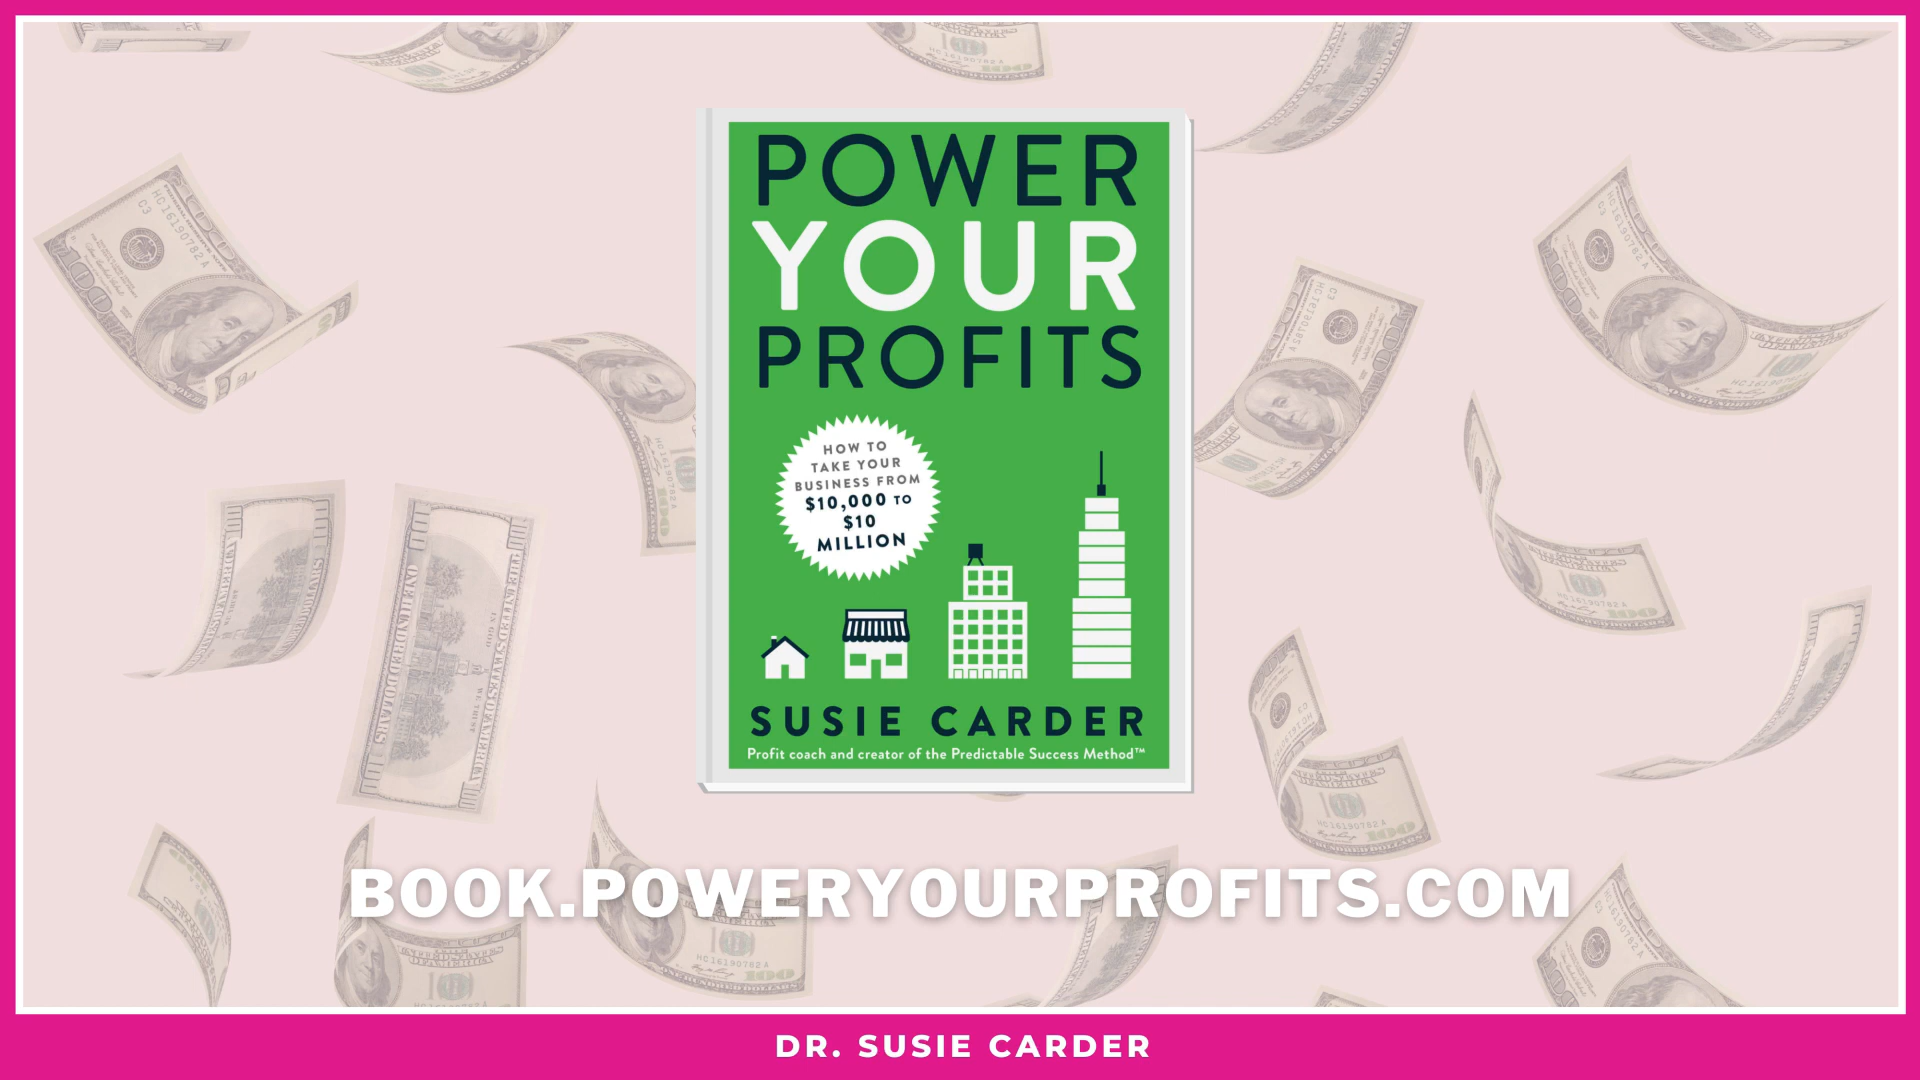 POWER
YOUR
PROFITS
HOW TO
TAKE YOUR
BUSINESS FROM
$10,000 TO
$10
MILLION
SUSIE CARDER
Profit coach and creator of the Predictable Success Method™
BOOK.POWERYOURPROFITS.COM
DR. SUSIE CARDER